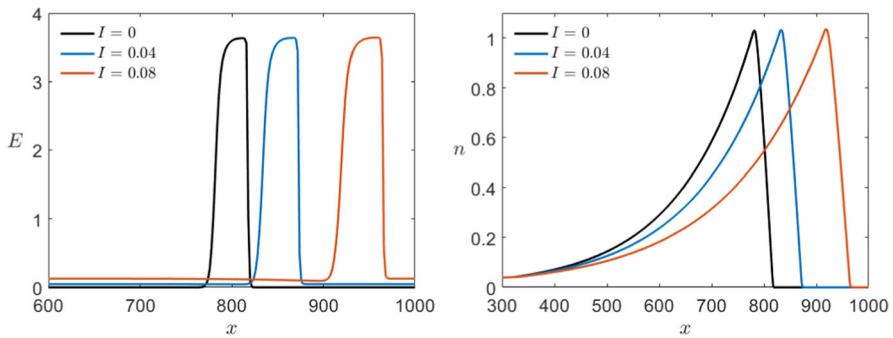 4
3
2
1
0
E
I = 0
I = 0.04
I = 0.08
600 700 800 900 1000
x
1
0.8
0.6
0.4
0.2
0
n
I = 0
I = 0.04
I = 0.08
300 400 500 600 700 800 900 1000
x